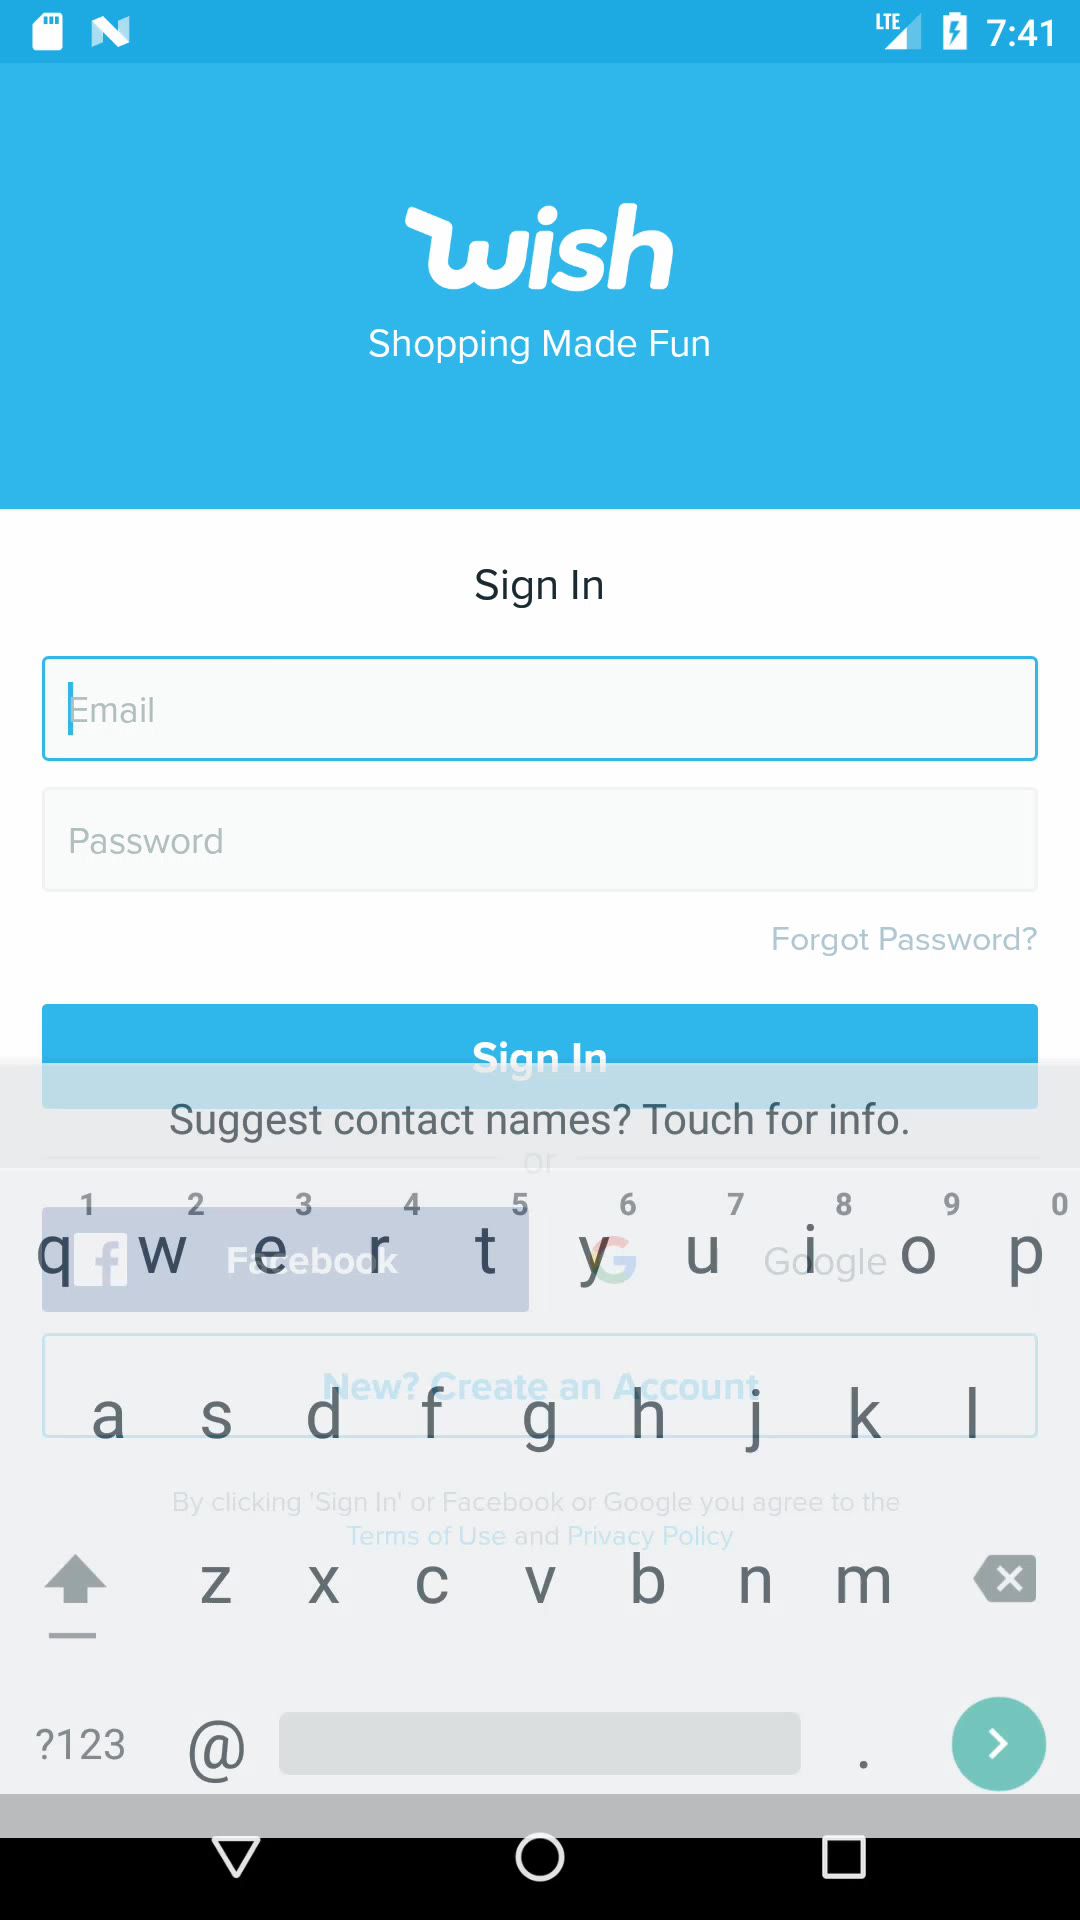 LTE 7:41
wish
Shopping Made Fun
Sign In
Email
Password
Forgot Password?
Sign In
Suggest contact names? Touch for info.
or
1 2 3 4 5 6 7 8 9 0
q w e r t y u i o p
Facebook Google
New? Create an Account
a s d f g h j k l
By clicking 'Sign In' or Facebook or Google you agree to the
Terms of Use and Privacy Policy
z x c v b n m
?123 @ .